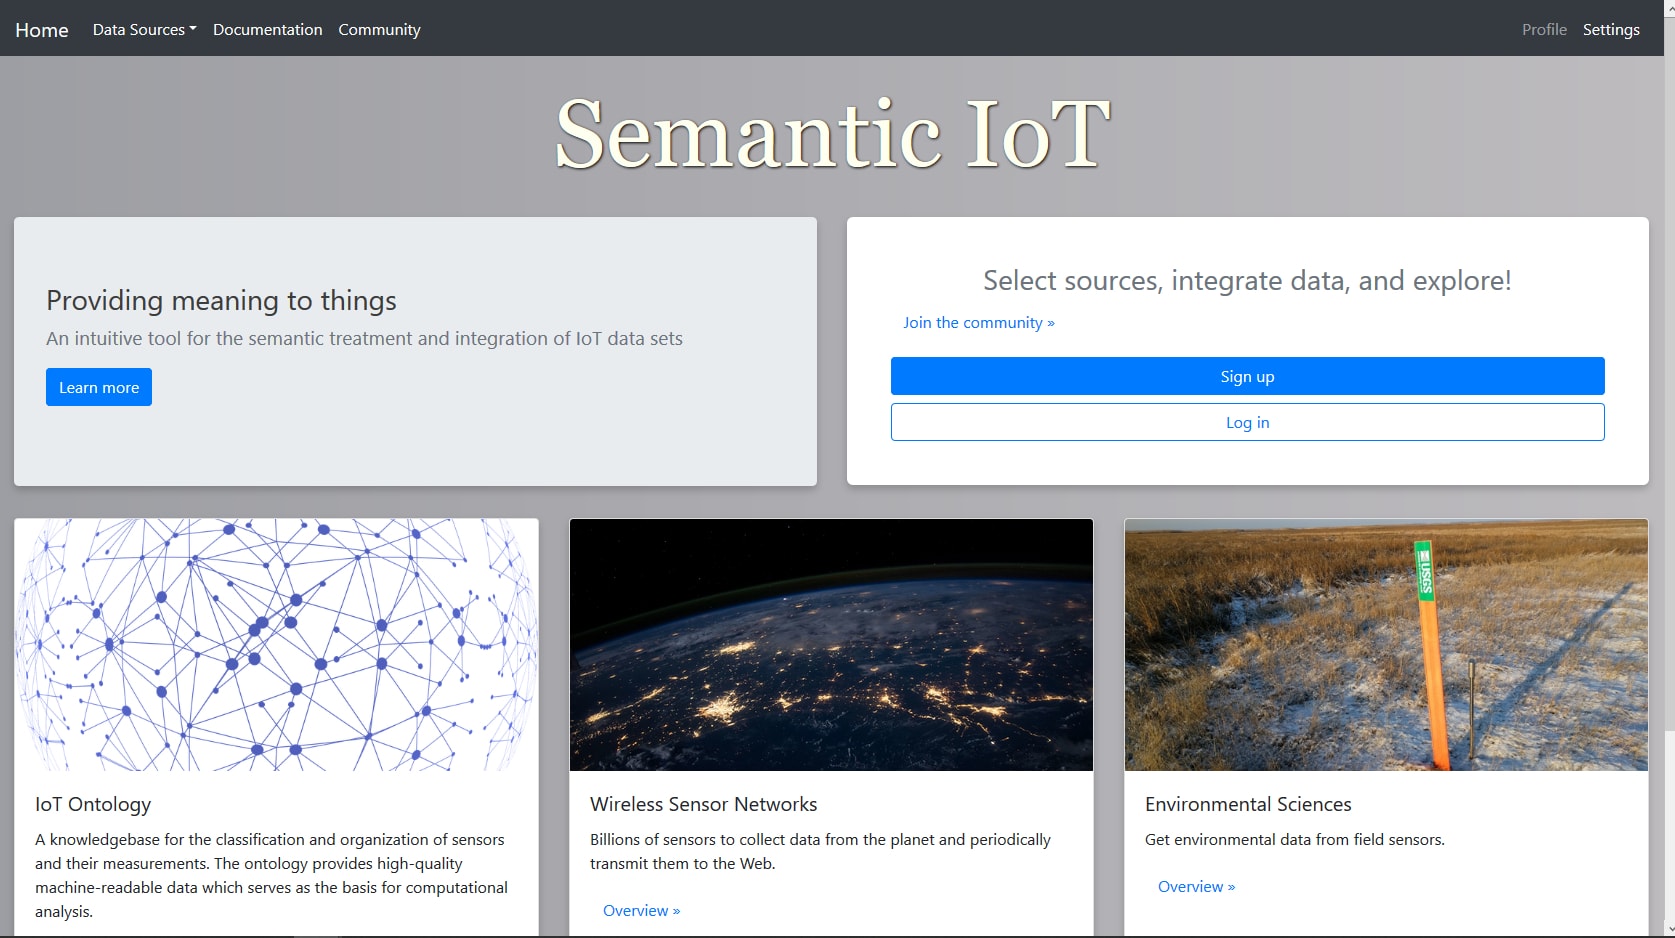 Home Data Sources Documentation Community Profile Settings
Semantic IoT
Providing meaning to things
An intuitive tool for the semantic treatment and integration of IoT data sets
Learn more
Select sources, integrate data, and explore!
Join the community »
Sign up
Log in
USGS
IoT Ontology
A knowledgebase for the classification and organization of sensors
and their measurements. The ontology provides high-quality
machine-readable data which serves as the basis for computational
analysis.
Wireless Sensor Networks
Billions of sensors to collect data from the planet and periodically
transmit them to the Web.
Overview »
Environmental Sciences
Get environmental data from field sensors.
Overview »